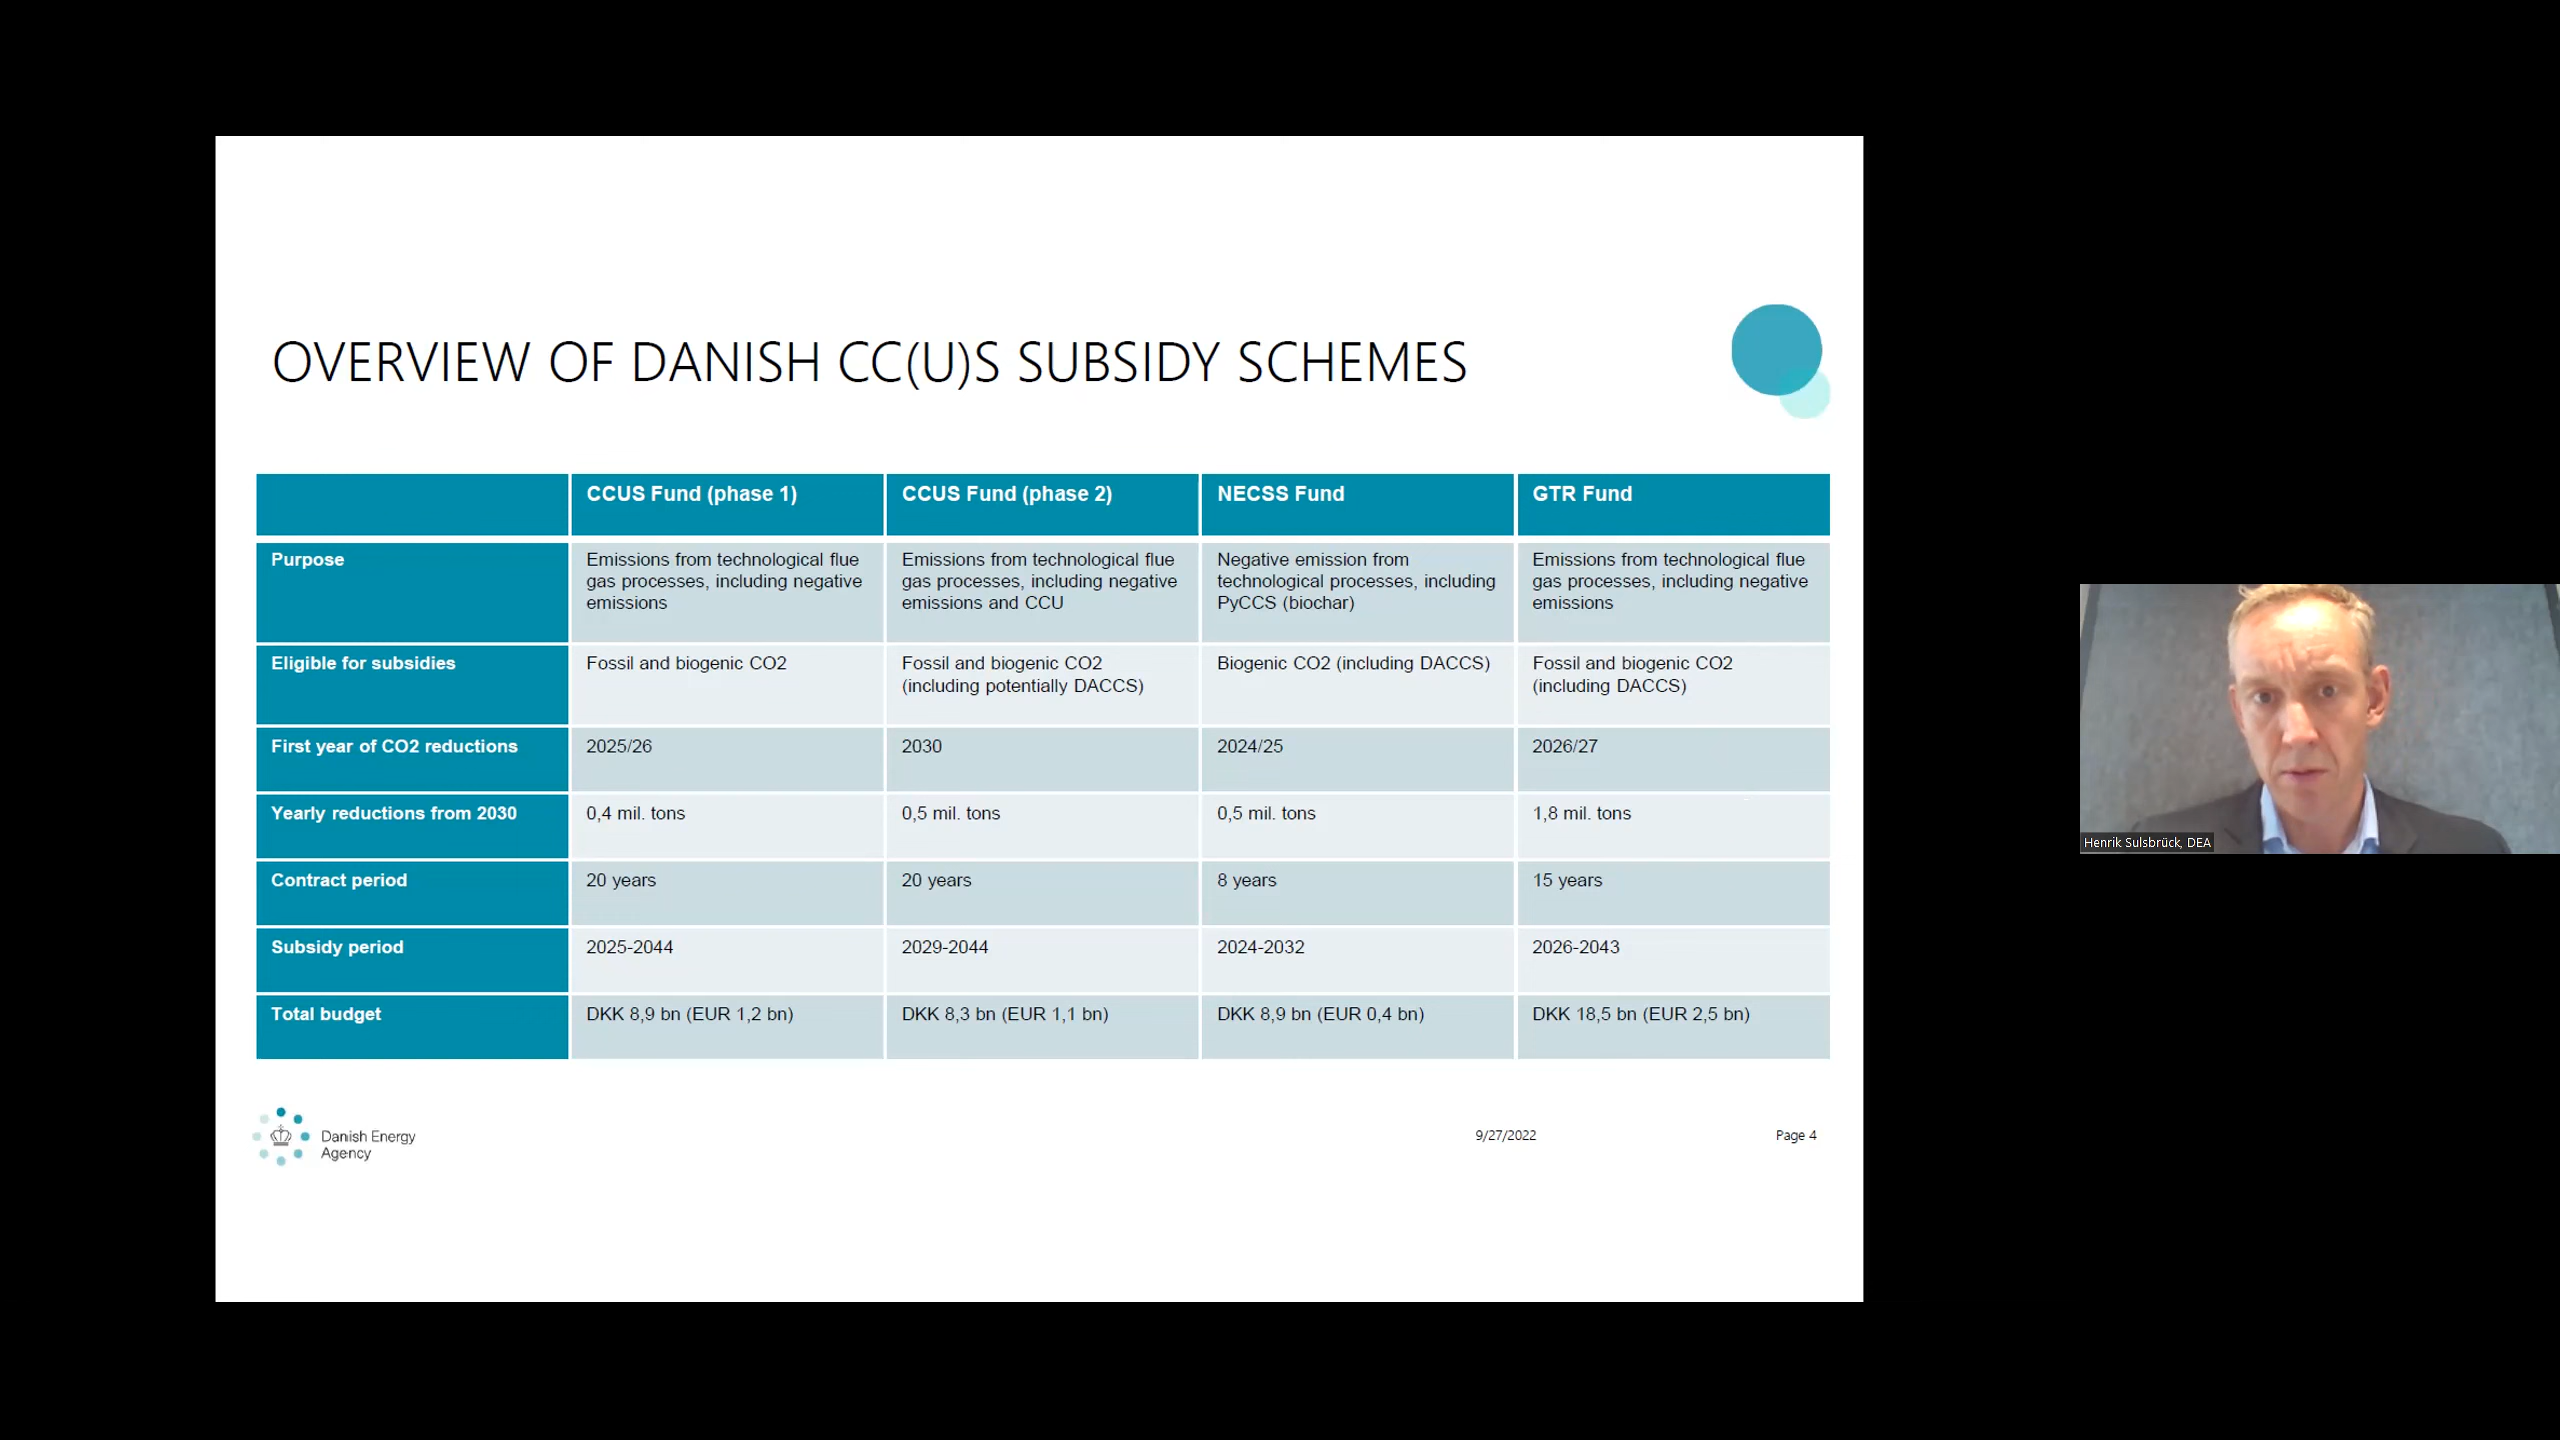 OVERVIEW OF DANISH CC(U)S SUBSIDY SCHEMES
CCUS Fund (phase 1)
CCUS Fund (phase 2)
NECSS Fund
GTR Fund
Purpose
Emissions from technological flue
gas processes, including negative
emissions
Emissions from technological flue
gas processes, including negative
emissions and CCU
Negative emission from
technological processes, including
PyCCS (biochar)
Emissions from technological flue
gas processes, including negative
emissions
Eligible for subsidies
Fossil and biogenic CO2
Fossil and biogenic CO2
(including potentially DACCS)
Biogenic CO2 (including DACCS)
Fossil and biogenic CO2
(including DACCS)
First year of CO2 reductions
2025/26
2030
2024/25
2026/27
Yearly reductions from 2030
0,4 mil. tons
0,5 mil. tons
0,5 mil. tons
1,8 mil. tons
Contract period
20 years
20 years
8 years
15 years
Subsidy period
2025-2044
2029-2044
2024-2032
2026-2043
Total budget
DKK 8,9 bn (EUR 1,2 bn)
DKK 8,3 bn (EUR 1,1 bn)
DKK 8,9 bn (EUR 0,4 bn)
DKK 18,5 bn (EUR 2,5 bn)
Danish Energy
Agency
9/27/2022
Page 4
Henrik Sulsbrück, DEA